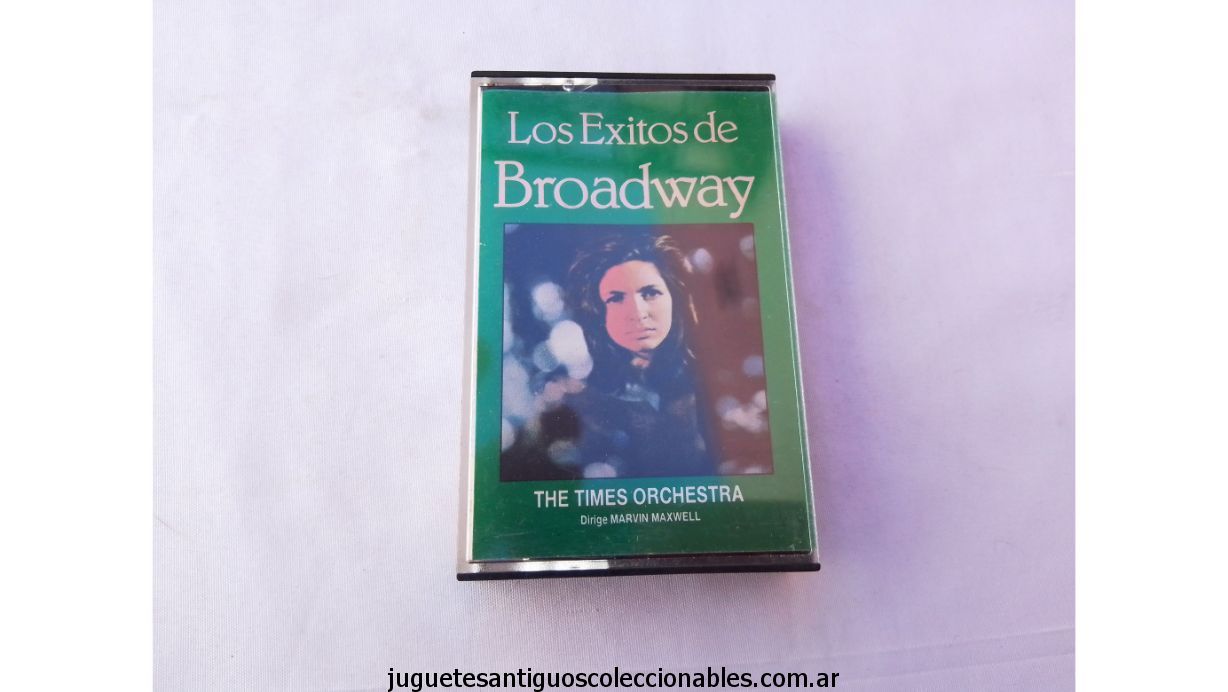 Los Exitos de
Broadway
THE TIMES ORCHESTRA
Dirige MARVIN MAXWELL
juguetesantiguoscoleccionables.com.ar